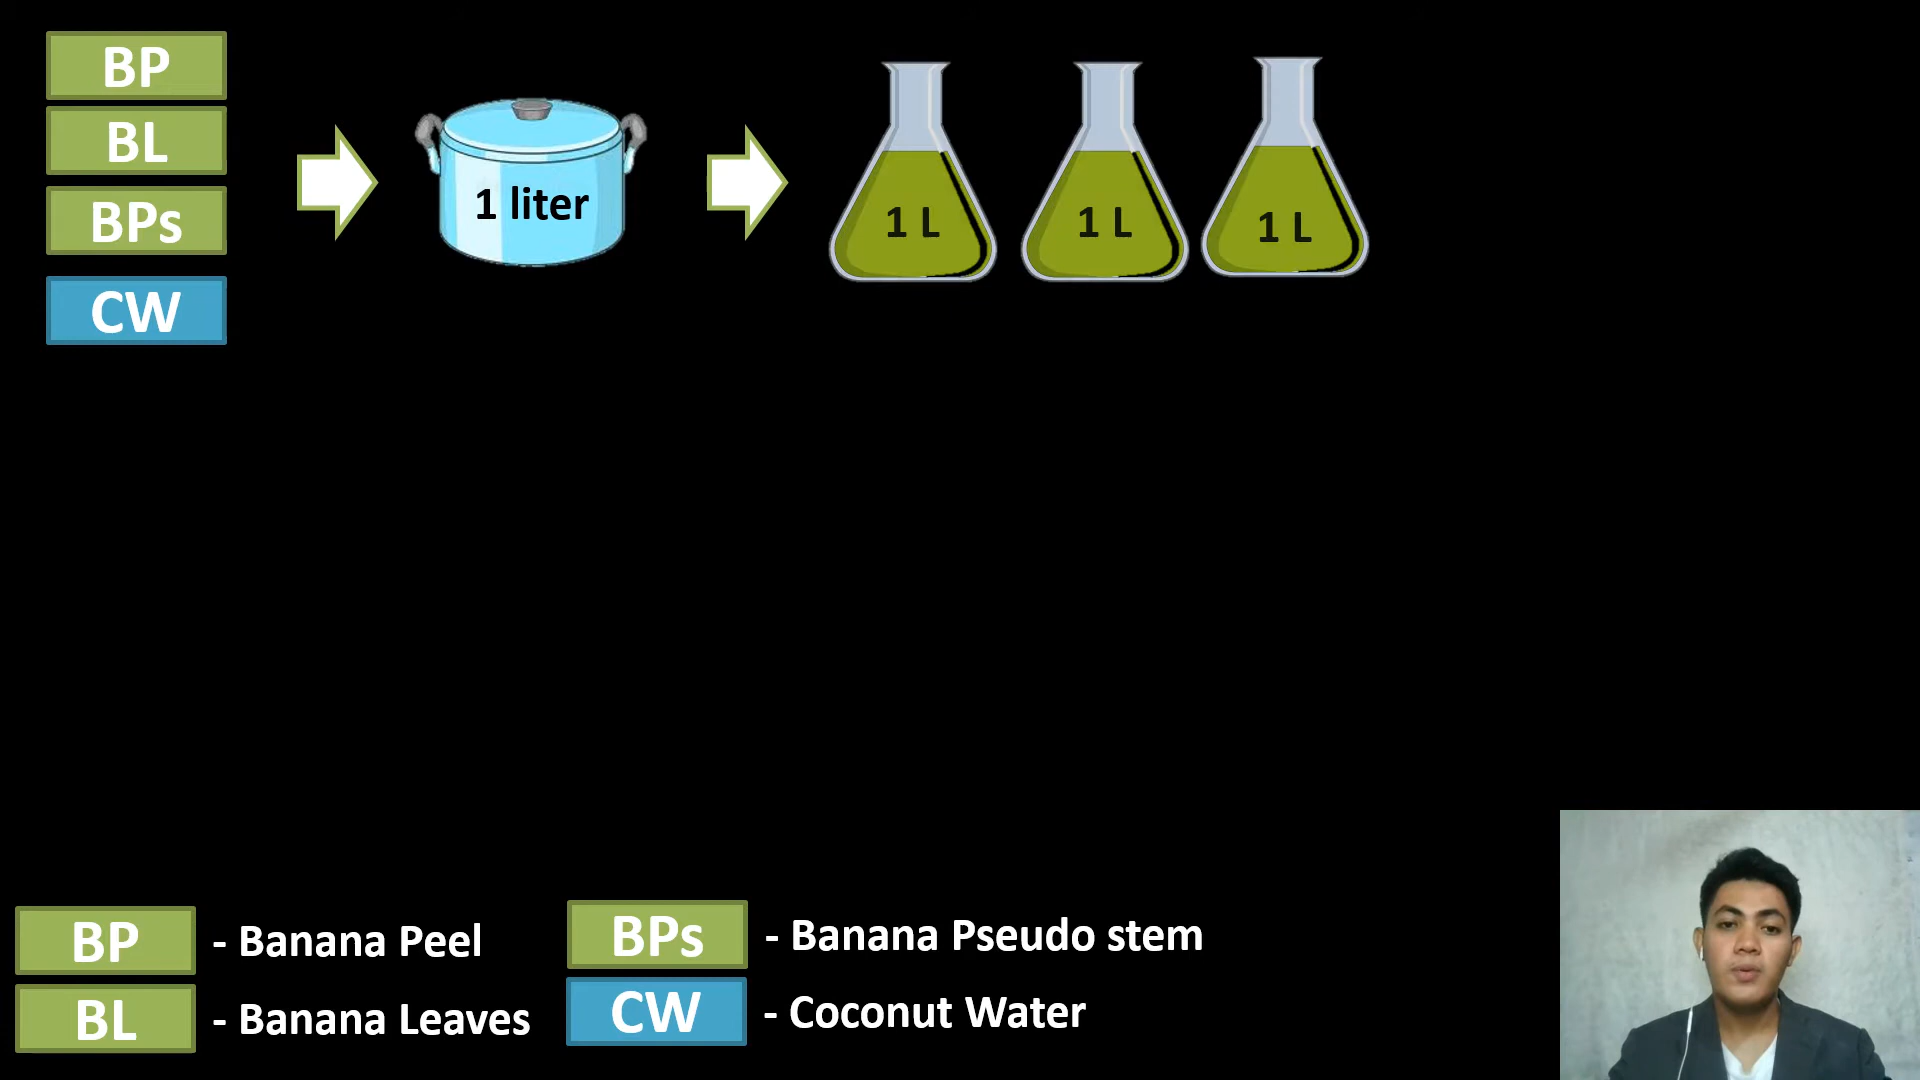 BP
BL
BPs
CW
1 liter
1 L
1 L
1 L
BP - Banana Peel
BL - Banana Leaves
BPs - Banana Pseudo stem
CW - Coconut Water